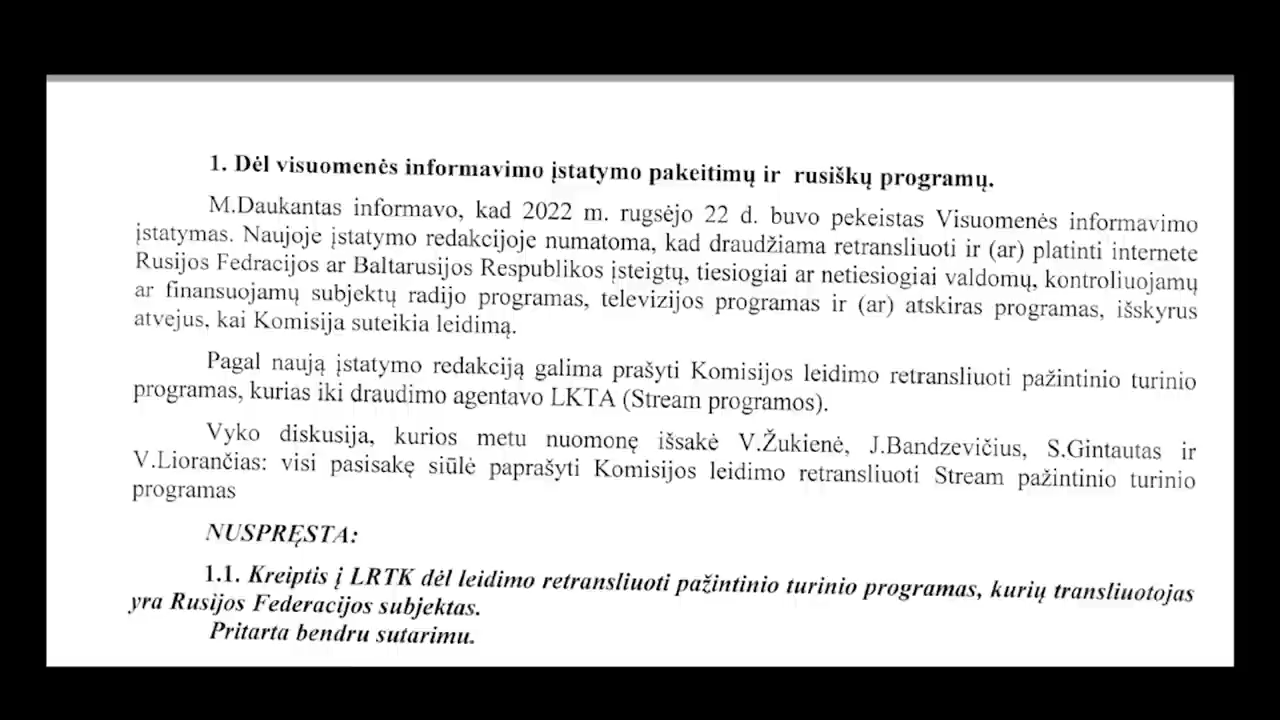 1. Dėl visuomenės informavimo įstatymo pakeitimų ir rusiškų programų.
M.Daukantas informavo, kad 2022 m. rugsėjo 22 d. buvo pekeistas Visuomenės informavimo
įstatymas. Naujoje įstatymo redakcijoje numatoma, kad draudžiama retransliuoti ir (ar) platinti internete
Rusijos Fedracijos ar Baltarusijos Respublikos įsteigtų, tiesiogiai ar netiesiogiai valdomų, kontroliuojamų
ar finansuojamų subjektų radijo programas, televizijos programas ir (ar) atskiras programas, išskyrus
atvejus, kai Komisija suteikia leidimą.
Pagal naują įstatymo redakciją galima prašyti Komisijos leidimo retransliuoti pažintinio turinio
programas, kurias iki draudimo agentavo LKTA (Stream programos).
Vyko diskusija, kurios metu nuomonę išsakė V.Žukienė, J.Bandzevičius, S.Gintautas ir
V.Liorančias: visi pasisakę siūlė paprašyti Komisijos leidimo retransliuoti Stream pažintinio turinio
programas
NUSPRĘSTA:
1.1. Kreiptis į LRTK dėl leidimo retransliuoti pažintinio turinio programas, kurių transliuotojas
yra Rusijos Federacijos subjektas.
Pritarta bendru sutarimu.